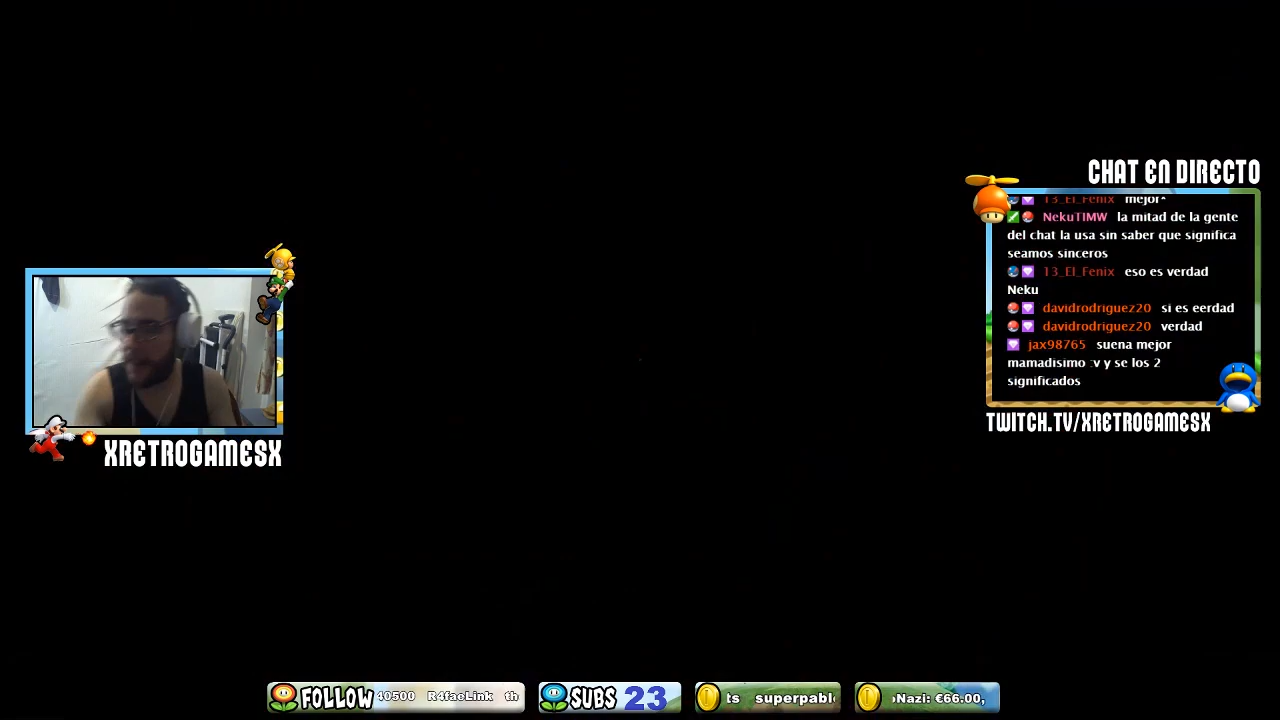 CHAT EN DIRECTO
13_El_Fenix mejor*
NekuTIMW la mitad de la gente
del chat la usa sin saber que significa
seamos sinceros
13_El_Fenix eso es verdad
Neku
davidrodriguez20 si es eerdad
davidrodriguez20 verdad
jax98765 suena mejor
mamadisimo :v y se los 2
significados
TWITCH.TV/XRETROGAMESX
XRETROGAMESX
FOLLOW 40500 R4faeLink th
SUBS 23
ts superpabl
Nazi: €66.00,